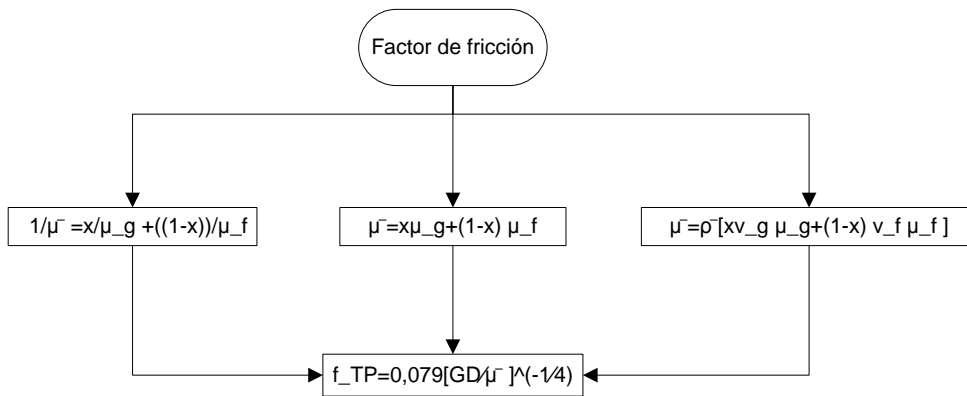 Factor de fricción
1/μ ̅ =x/μ_g +((1-x))/μ_f
μ ̅=xμ_g+(1-x) μ_f
μ ̅=ρ ̅[xv_g μ_g+(1-x) v_f μ_f ]
f_TP=0,079[GD∕μ ̅ ]^(-1∕4)